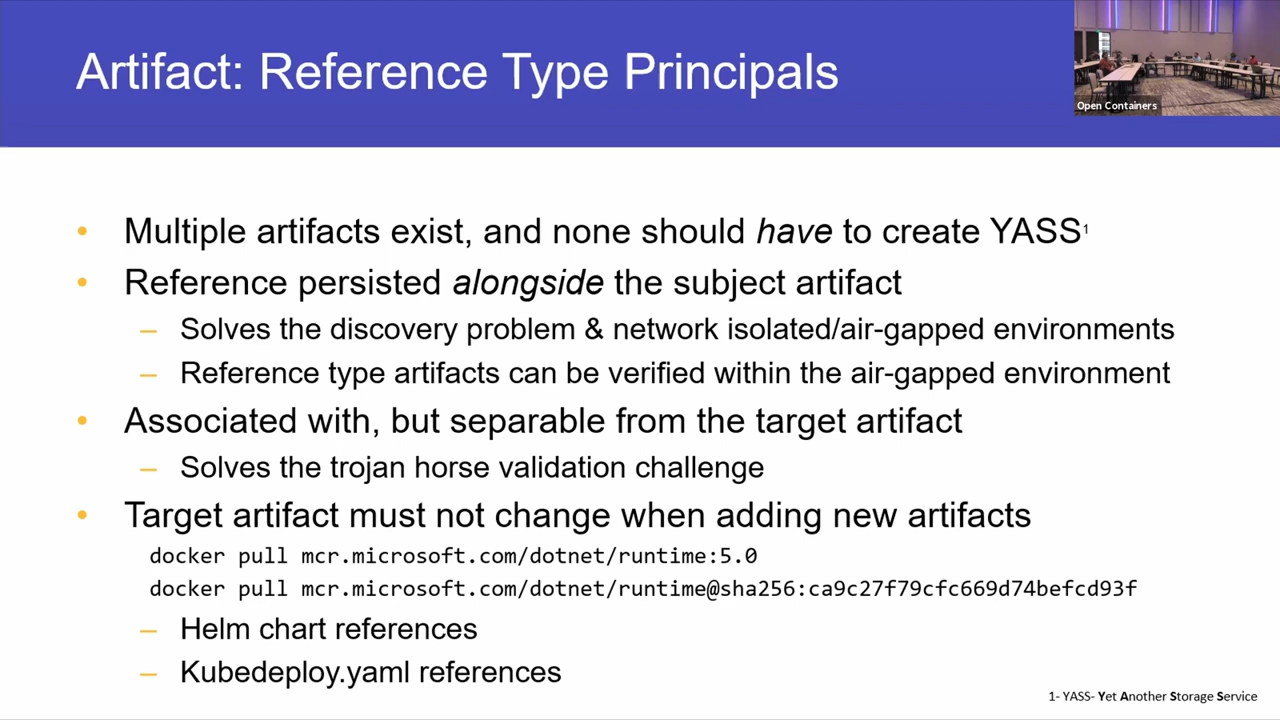 Artifact: Reference Type Principals
Open Containers
• Multiple artifacts exist, and none should have to create YASS¹
• Reference persisted alongside the subject artifact
– Solves the discovery problem & network isolated/air-gapped environments
– Reference type artifacts can be verified within the air-gapped environment
• Associated with, but separable from the target artifact
– Solves the trojan horse validation challenge
• Target artifact must not change when adding new artifacts
docker pull mcr.microsoft.com/dotnet/runtime:5.0
docker pull mcr.microsoft.com/dotnet/runtime@sha256:ca9c27f79cfc669d74befcd93f
– Helm chart references
– Kubedeploy.yaml references
1- YASS- Yet Another Storage Service